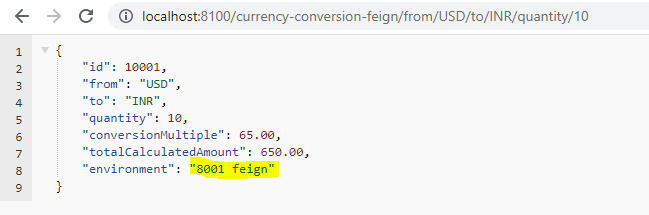 localhost:8100/currency-conversion-feign/from/USD/to/INR/quantity/10
1 {
2 "id": 10001,
3 "from": "USD",
4 "to": "INR",
5 "quantity": 10,
6 "conversionMultiple": 65.00,
7 "totalCalculatedAmount": 650.00,
8 "environment": "8001 feign"
9 }